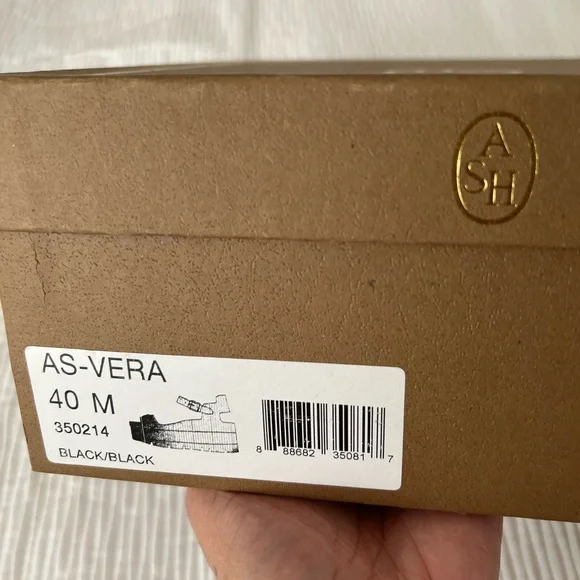 A
SH
AS-VERA
40 M
350214
BLACK/BLACK
8 88682 35081 7